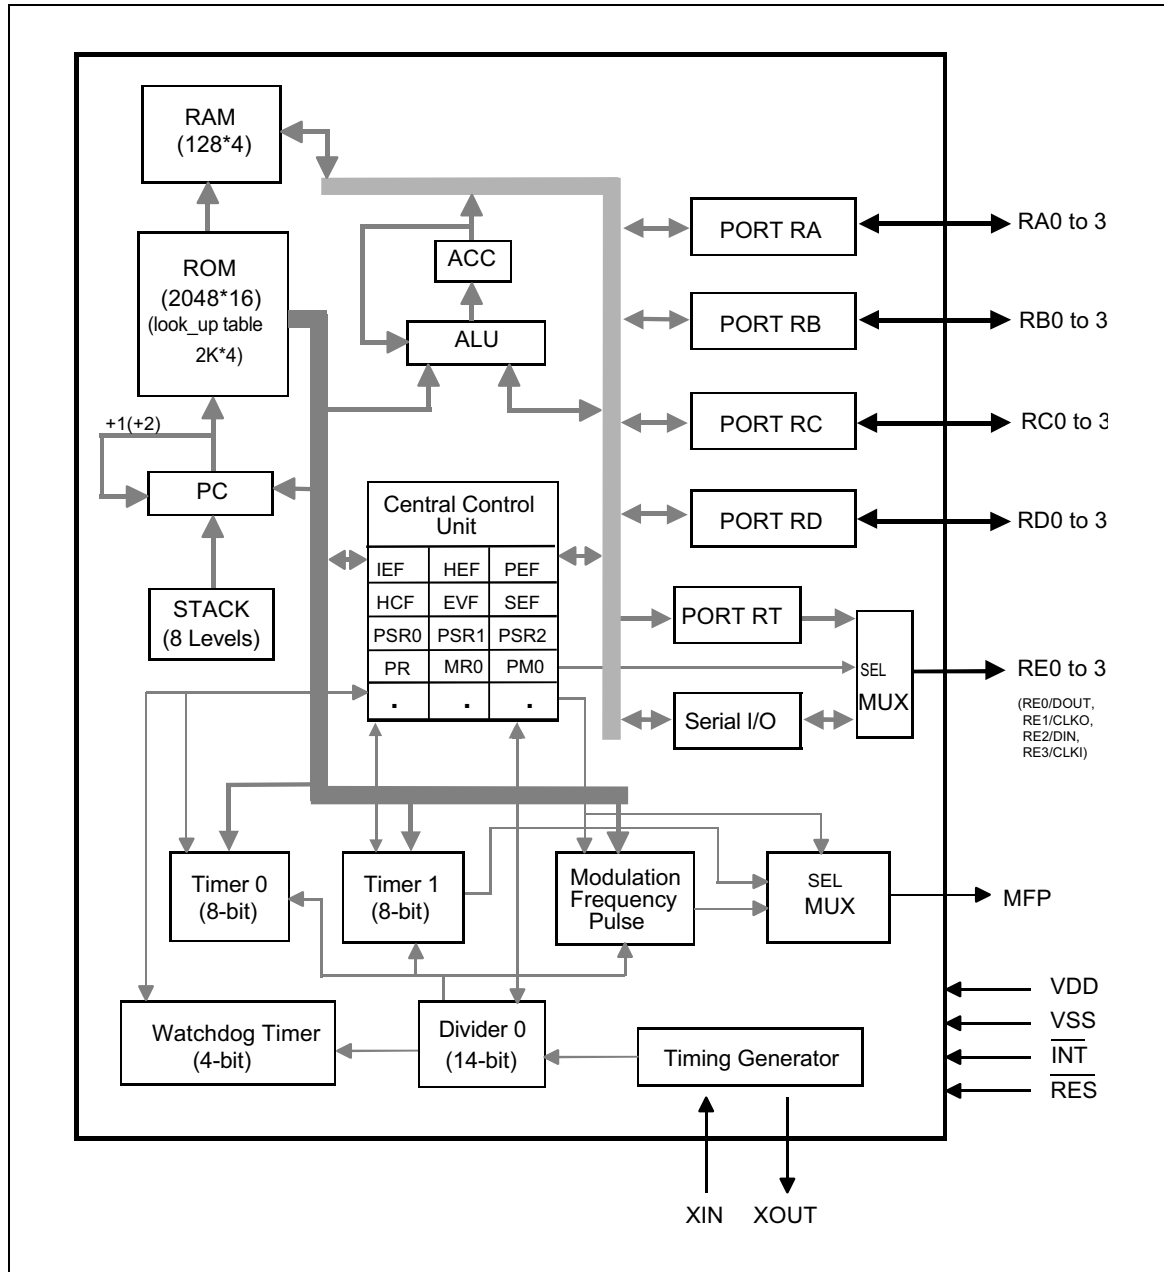 RAM
(128*4)
ROM
(2048*16)
(look_up table
2K*4)
+1(+2)
PC
STACK
(8 Levels)
ACC
ALU
Central Control
Unit
IEF HEF PEF
HCF EVF SEF
PSR0 PSR1 PSR2
PR MR0 PM0
. . .
PORT RA
RA0 to 3
PORT RB
RB0 to 3
PORT RC
RC0 to 3
PORT RD
RD0 to 3
PORT RT
SEL
MUX
Serial I/O
RE0 to 3
(RE0/DOUT,
RE1/CLKO,
RE2/DIN,
RE3/CLKI)
Timer 0
(8-bit)
Timer 1
(8-bit)
Modulation
Frequency
Pulse
SEL
MUX
MFP
Watchdog Timer
(4-bit)
Divider 0
(14-bit)
Timing Generator
VDD
VSS
INT
RES
XIN XOUT